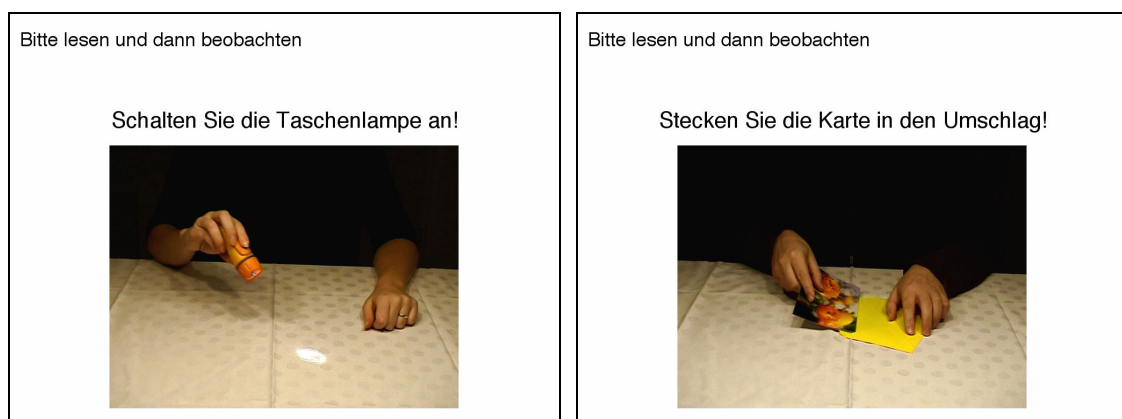 Bitte lesen und dann beobachten
Schalten Sie die Taschenlampe an!
Bitte lesen und dann beobachten
Stecken Sie die Karte in den Umschlag!